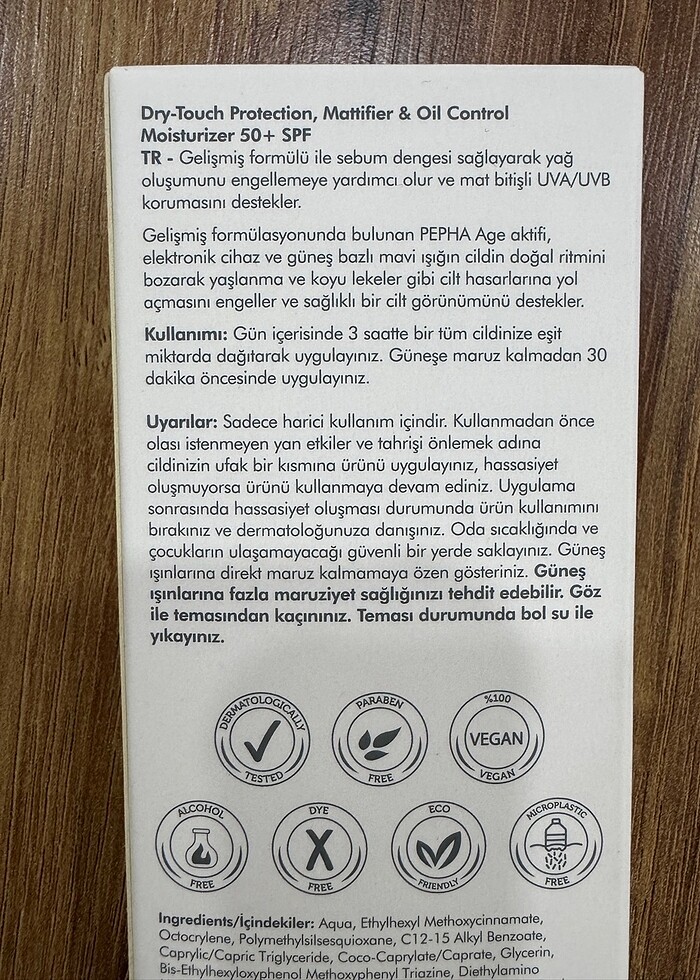 Dry-Touch Protection, Mattifier & Oil Control
Moisturizer 50+ SPF
TR - Gelişmiş formülü ile sebum dengesi sağlayarak yağ
oluşumunu engellemeye yardımcı olur ve mat bitişli UVA/UVB
korumasını destekler.
Gelişmiş formülasyonunda bulunan PEPHA Age aktifi,
elektronik cihaz ve güneş bazlı mavi ışığın cildin doğal ritmini
bozarak yaşlanma ve koyu lekeler gibi cilt hasarlarına yol
açmasını engeller ve sağlıklı bir cilt görünümünü destekler.
Kullanımı: Gün içerisinde 3 saatte bir tüm cildinize eşit
miktarda dağıtarak uygulayınız. Güneşe maruz kalmadan 30
dakika öncesinde uygulayınız.
Uyarılar: Sadece harici kullanım içindir. Kullanmadan önce
olası istenmeyen yan etkiler ve tahrişi önlemek adına
cildinizin ufak bir kısmına ürünü uygulayınız, hassasiyet
oluşmuyorsa ürünü kullanmaya devam ediniz. Uygulama
sonrasında hassasiyet oluşması durumunda ürün kullanımını
bırakınız ve dermatoloğunuza danışınız. Oda sıcaklığında ve
çocukların ulaşamayacağı güvenli bir yerde saklayınız. Güneş
ışınlarına direkt maruz kalmamaya özen gösteriniz. Güneş
ışınlarına fazla maruziyet sağlığınızı tehdit edebilir. Göz
ile temasından kaçınınız. Teması durumunda bol su ile
yıkayınız.
DERMATOLOGICALLY
TESTED
PARABEN
FREE
%100
VEGAN
VEGAN
ALCOHOL
FREE
DYE
X
FREE
ECO
FRIENDLY
MICROPLASTIC
FREE
Ingredients/İçindekiler: Aqua, Ethylhexyl Methoxycinnamate,
Octocrylene, Polymethylsilsesquioxane, C12-15 Alkyl Benzoate,
Caprylic/Capric Triglyceride, Coco-Caprylate/Caprate, Glycerin,
Bis-Ethylhexyloxyphenol Methoxyphenyl Triazine, Diethylamino